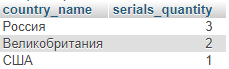 country_name serials_quantity
Россия 3
Великобритания 2
США 1